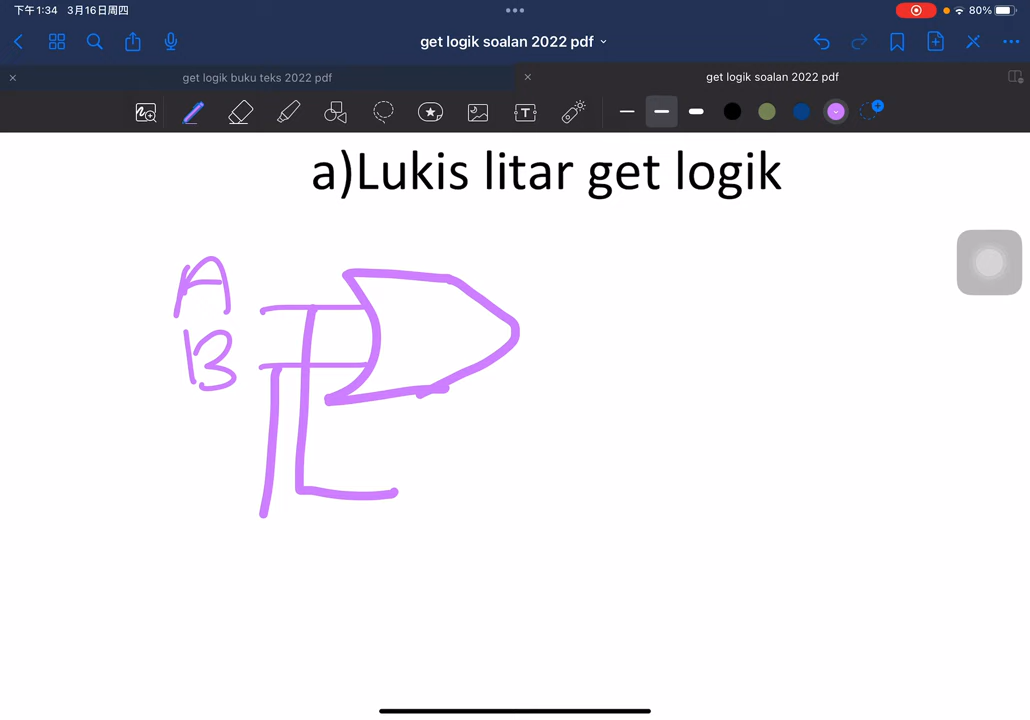 下午1:34 3月16日周四
80%
get logik soalan 2022 pdf
get logik buku teks 2022 pdf
get logik soalan 2022 pdf
T
a)Lukis litar get logik
A
B